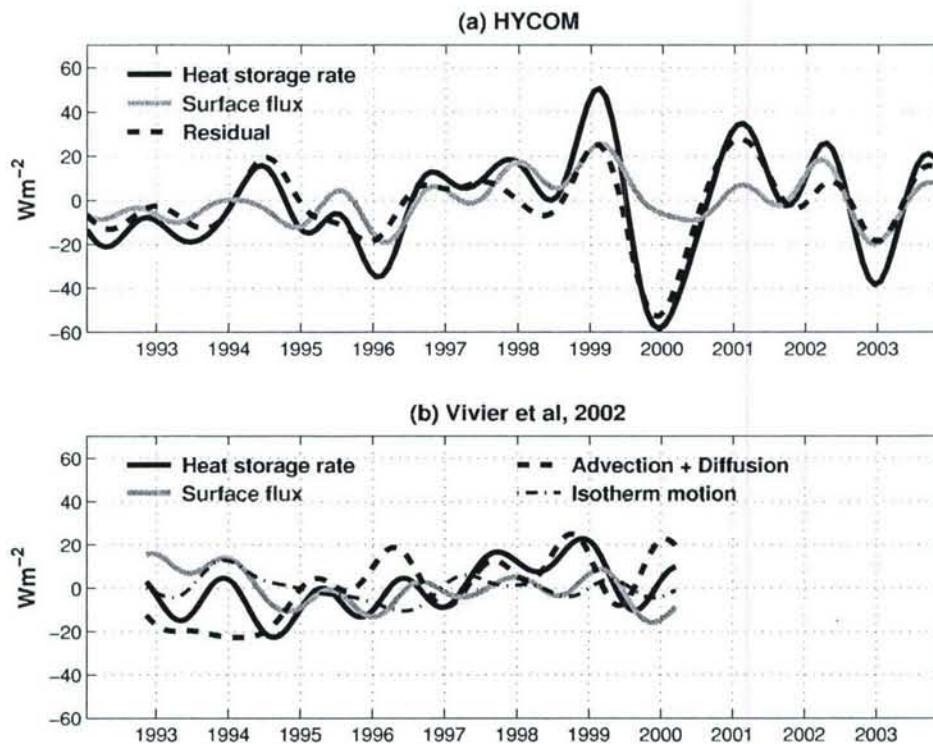 (a) HYCOM
60
40
20
0
-20
-40
-60
Wm-2
Heat storage rate
Surface flux
Residual
1993 1994 1995 1996 1997 1998 1999 2000 2001 2002 2003
(b) Vivier et al, 2002
60
40
20
0
-20
-40
-60
Wm-2
Heat storage rate
Surface flux
Advection + Diffusion
Isotherm motion
1993 1994 1995 1996 1997 1998 1999 2000 2001 2002 2003